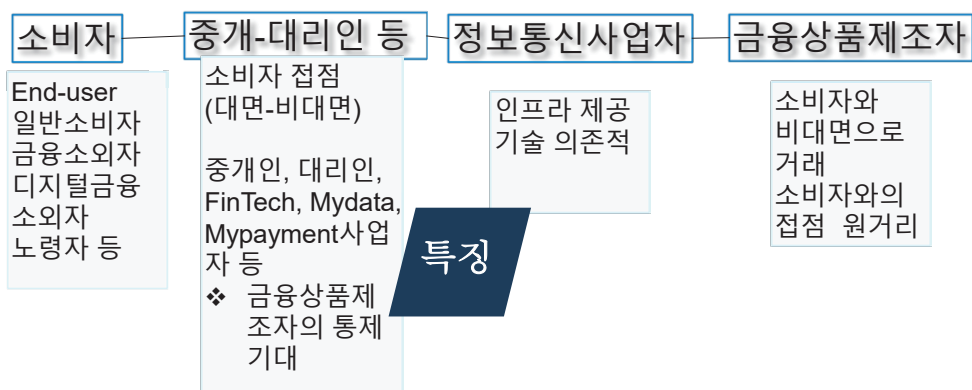 소비자
중개-대리인 등
정보통신사업자
금융상품제조자
End-user
일반소비자
금융소외자
디지털금융
소외자
노령자 등
소비자 접점
(대면-비대면)
중개인, 대리인,
FinTech, Mydata,
Mypayment사업
자 등
❖ 금융상품제
조자의 통제
기대
인프라 제공
기술 의존적
특징
소비자와
비대면으로
거래
소비자와의
접점 원거리